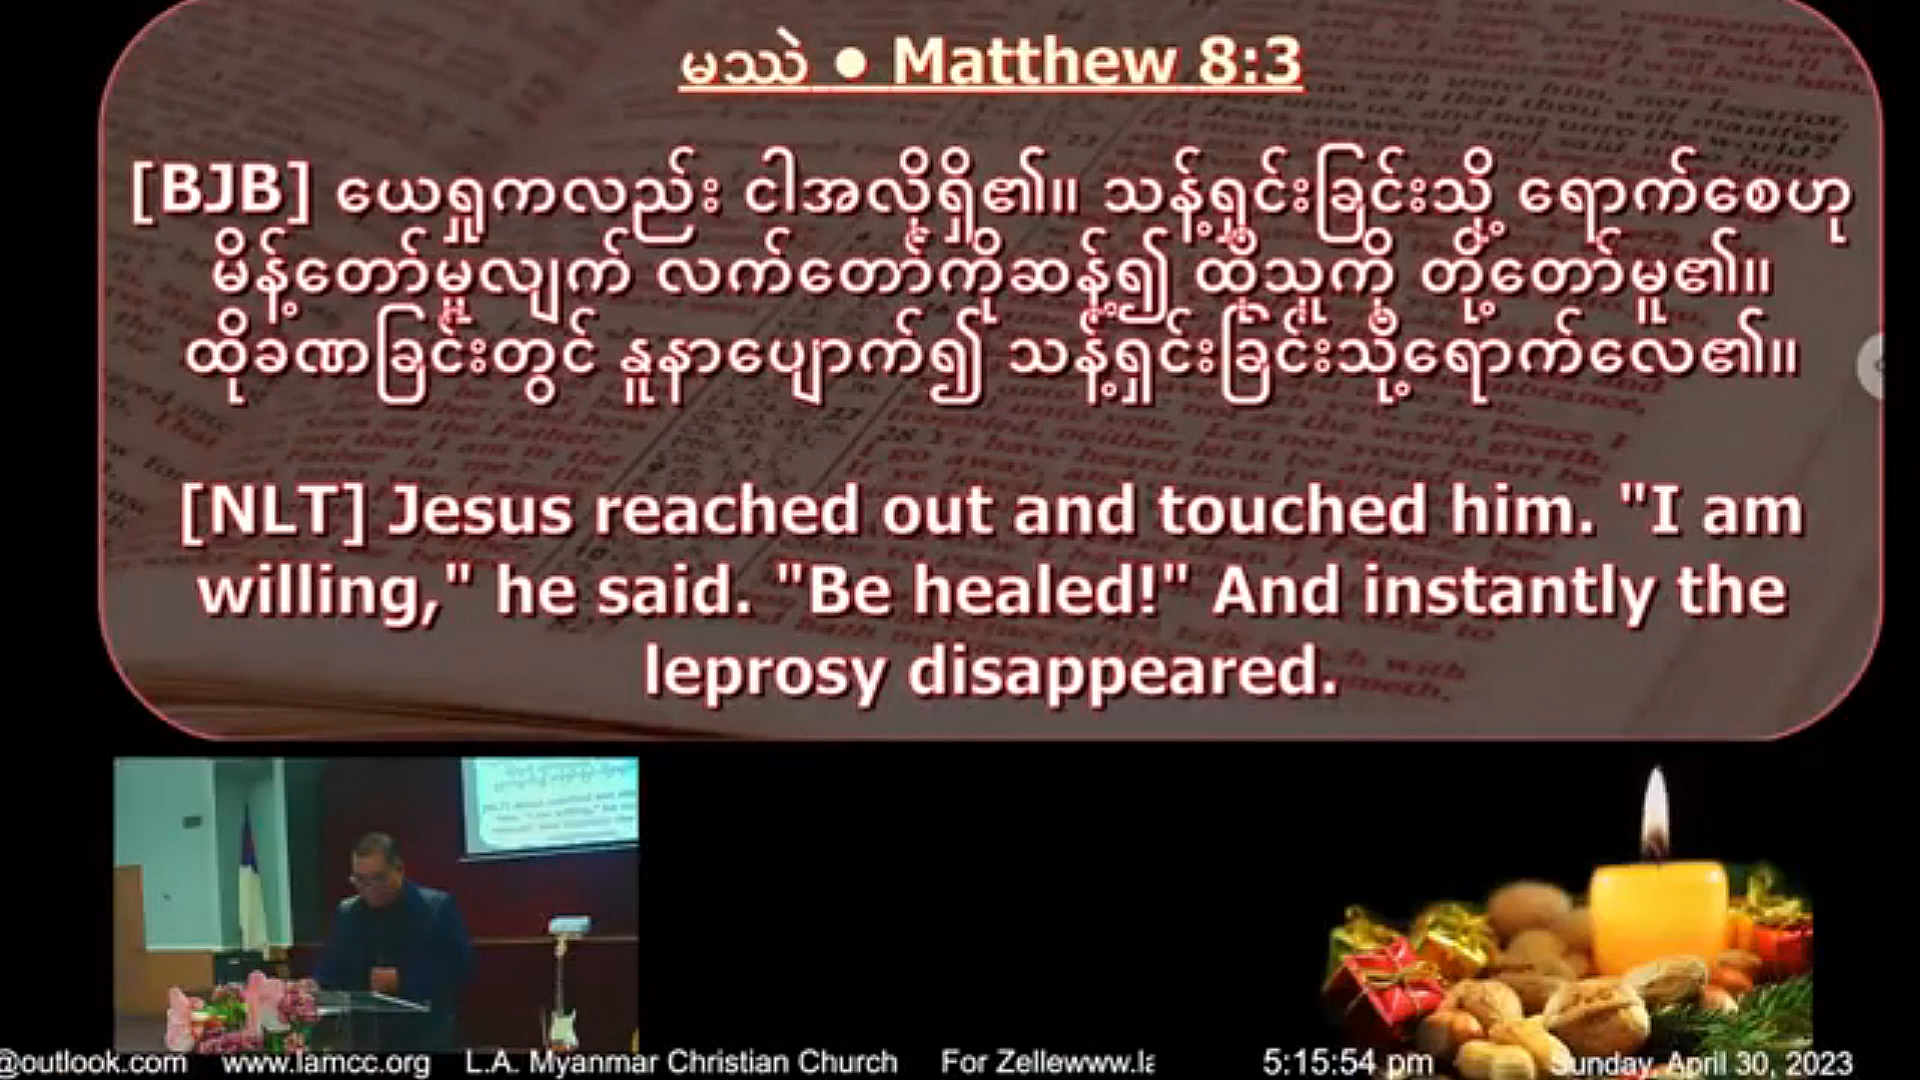 မဿဲ ● Matthew 8:3
[BJB] ယေရှုကလည်း ငါအလိုရှိ၏။ သန့်ရှင်းခြင်းသို့ ရောက်စေဟု
မိန့်တော်မူလျက် လက်တော်ကိုဆန့်၍ ထိုသူကို တို့တော်မူ၏။
ထိုခဏခြင်းတွင် နူနာပျောက်၍ သန့်ရှင်းခြင်းသို့ရောက်လေ၏။
[NLT] Jesus reached out and touched him. "I am
willing," he said. "Be healed!" And instantly the
leprosy disappeared.
@outlook.com www.lamcc.org L.A. Myanmar Christian Church For Zellewww.la 5:15:54 pm Sunday, April 30, 2023